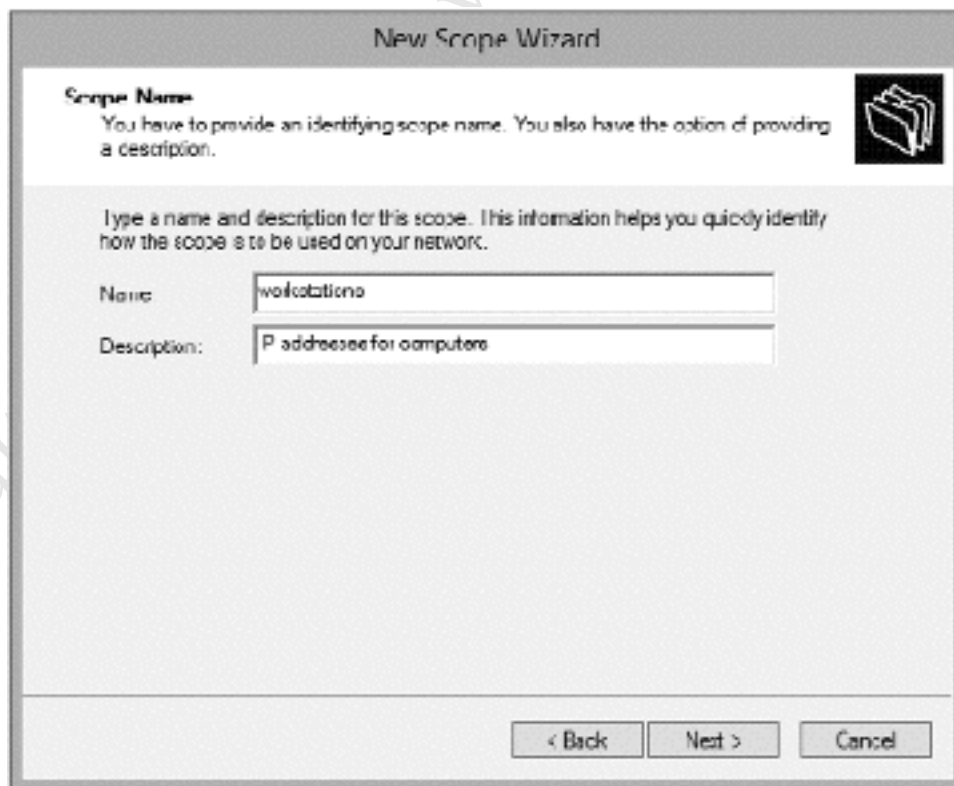 New Scope Wizard
Scope Name
You have to provide an identifying scope name. You also have the option of providing
a description.
Type a name and description for this scope. This information helps you quickly identify
how the scope is to be used on your network.
Name:
workstations
Description:
IP addresses for computers
< Back Next > Cancel